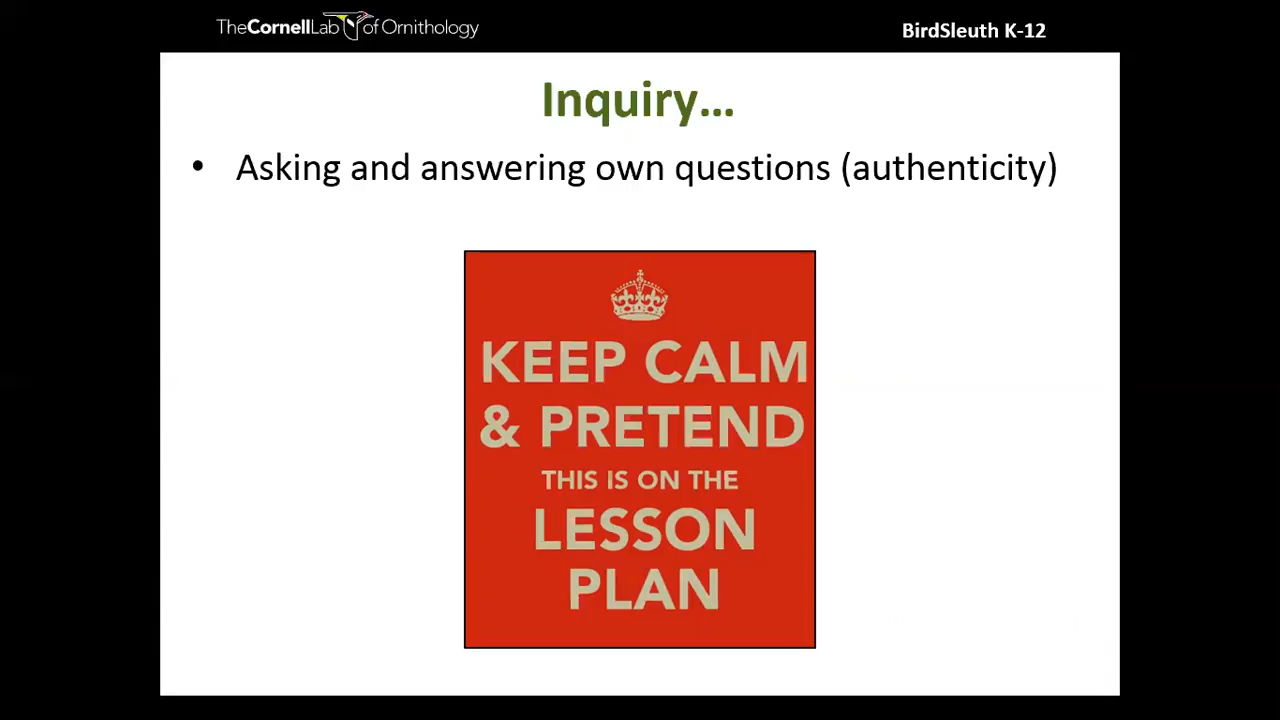 TheCornellLab of Ornithology
BirdSleuth K-12
Inquiry...
• Asking and answering own questions (authenticity)
KEEP CALM
& PRETEND
THIS IS ON THE
LESSON
PLAN